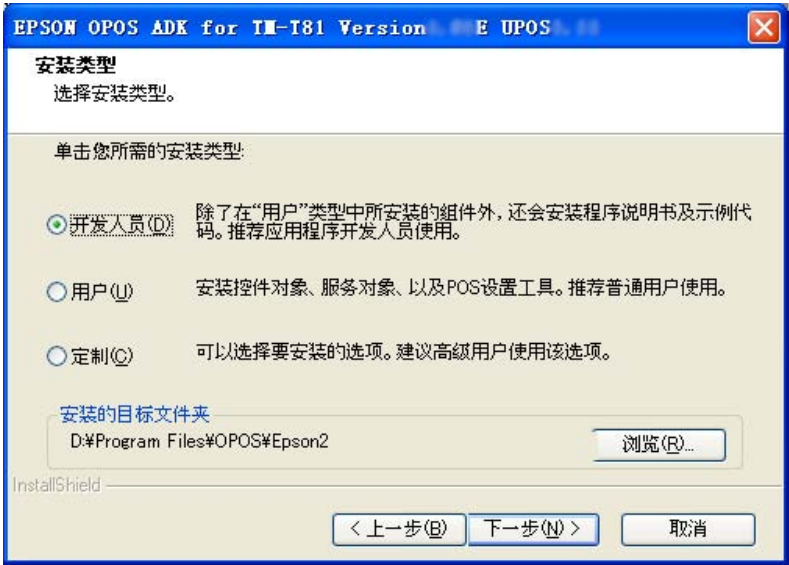 EPSON OPOS ADK for TM-T81 Version E UPOS
安装类型
选择安装类型。
单击您所需的安装类型:
开发人员(D)
除了在“用户”类型中所安装的组件外,还会安装程序说明书及示例代
码。推荐应用程序开发人员使用。
用户(U)
安装控件对象、服务对象、以及POS设置工具。推荐普通用户使用。
定制(C)
可以选择要安装的选项。建议高级用户使用该选项。
安装的目标文件夹
D:¥Program Files¥OPOS¥Epson2
浏览(R)...
InstallShield
< 上一步(B)
下一步(N) >
取消